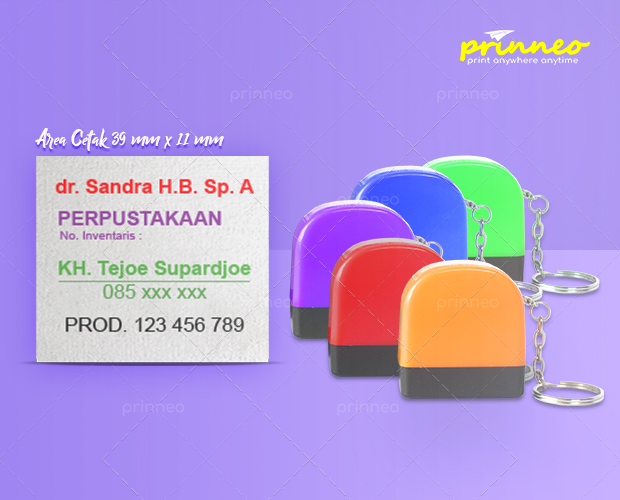 prinneo
print anywhere anytime
Area Cetak 39 mm x 11 mm
dr. Sandra H.B. Sp. A
PERPUSTAKAAN
No. Inventaris :
KH. Tejoe Supardjoe
085 xxx xxx
PROD. 123 456 789
prinneo
prinneo
prinneo
prinneo
prinneo
prinneo